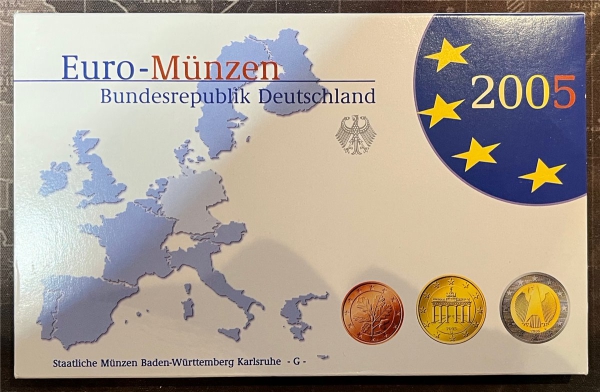 Euro-Münzen
Bundesrepublik Deutschland
2005
Staatliche Münzen Baden-Württemberg Karlsruhe - G -